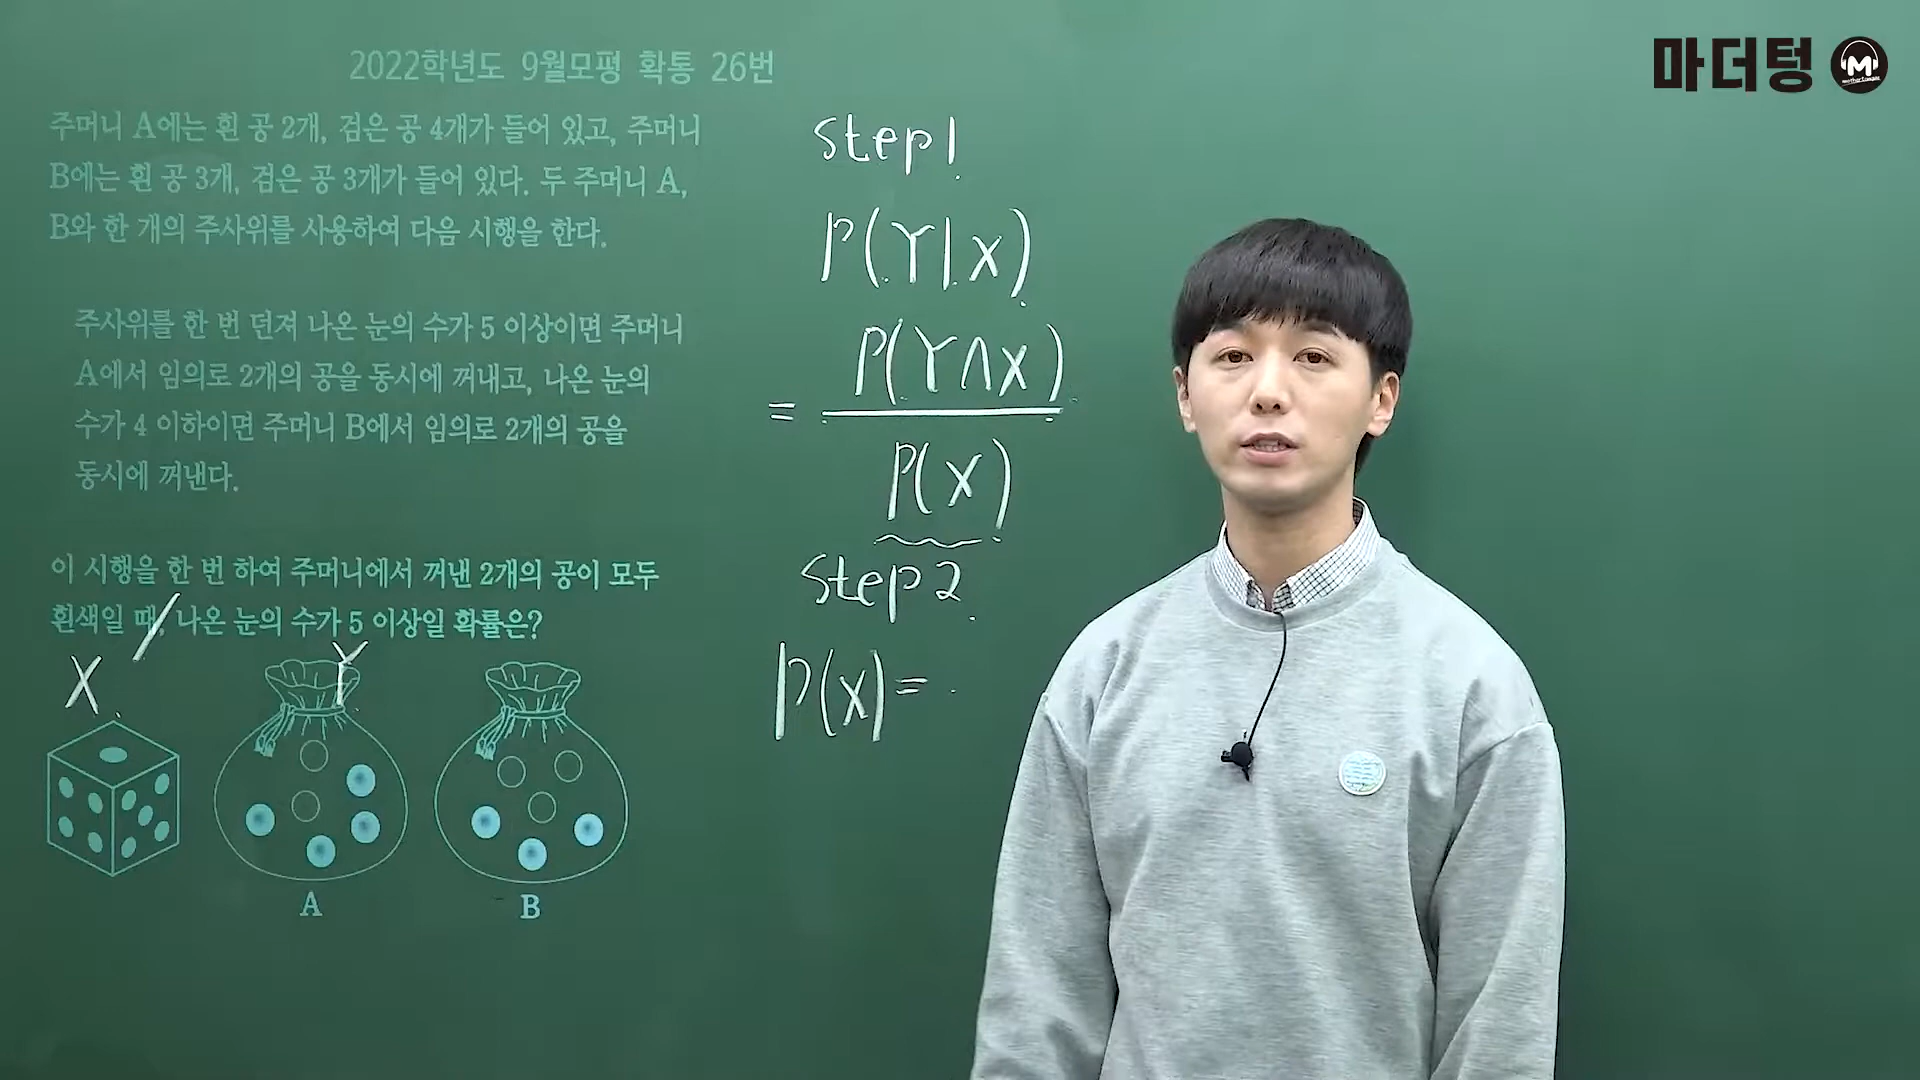 2022학년도 9월모평 확통 26번
주머니 A에는 흰 공 2개, 검은 공 4개가 들어 있고, 주머니
B에는 흰 공 3개, 검은 공 3개가 들어 있다. 두 주머니 A,
B와 한 개의 주사위를 사용하여 다음 시행을 한다.
주사위를 한 번 던져 나온 눈의 수가 5 이상이면 주머니
A에서 임의로 2개의 공을 동시에 꺼내고, 나온 눈의
수가 4 이하이면 주머니 B에서 임의로 2개의 공을
동시에 꺼낸다.
이 시행을 한 번 하여 주머니에서 꺼낸 2개의 공이 모두
흰색일 때, 나온 눈의 수가 5 이상일 확률은?
X
Y
A
B
step1
P(Y|X)
= P(Y∩X)
P(X)
step2
P(X)=
마더텅
M